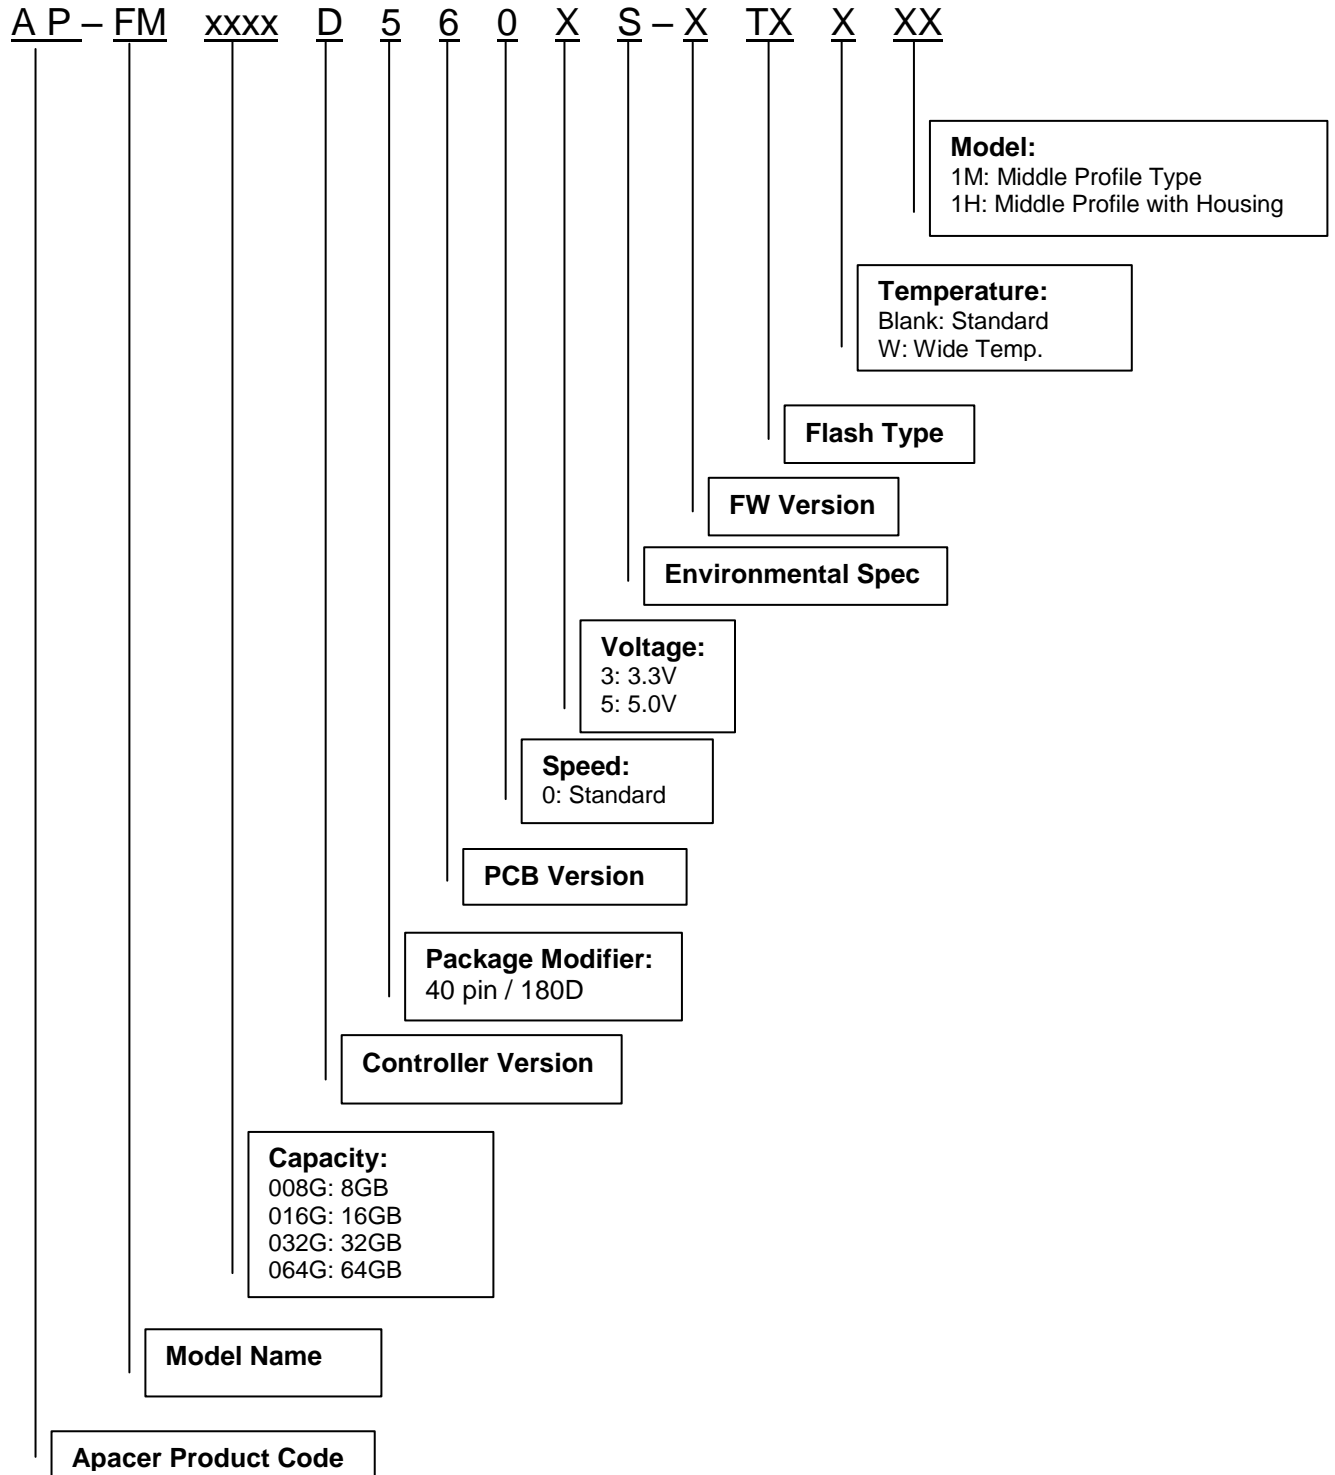 A P – FM xxxx D 5 6 0 X S – X TX X XX
Model:
1M: Middle Profile Type
1H: Middle Profile with Housing
Temperature:
Blank: Standard
W: Wide Temp.
Flash Type
FW Version
Environmental Spec
Voltage:
3: 3.3V
5: 5.0V
Speed:
0: Standard
PCB Version
Package Modifier:
40 pin / 180D
Controller Version
Capacity:
008G: 8GB
016G: 16GB
032G: 32GB
064G: 64GB
Model Name
Apacer Product Code